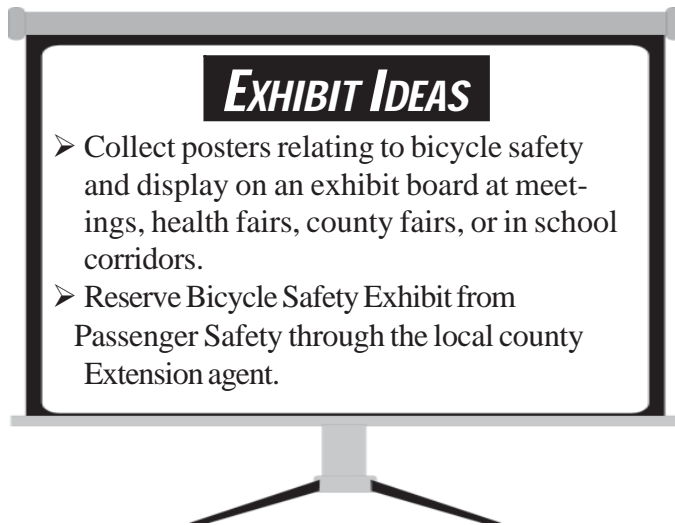 EXHIBIT IDEAS
➢ Collect posters relating to bicycle safety
and display on an exhibit board at meet-
ings, health fairs, county fairs, or in school
corridors.
➢ Reserve Bicycle Safety Exhibit from
Passenger Safety through the local county
Extension agent.